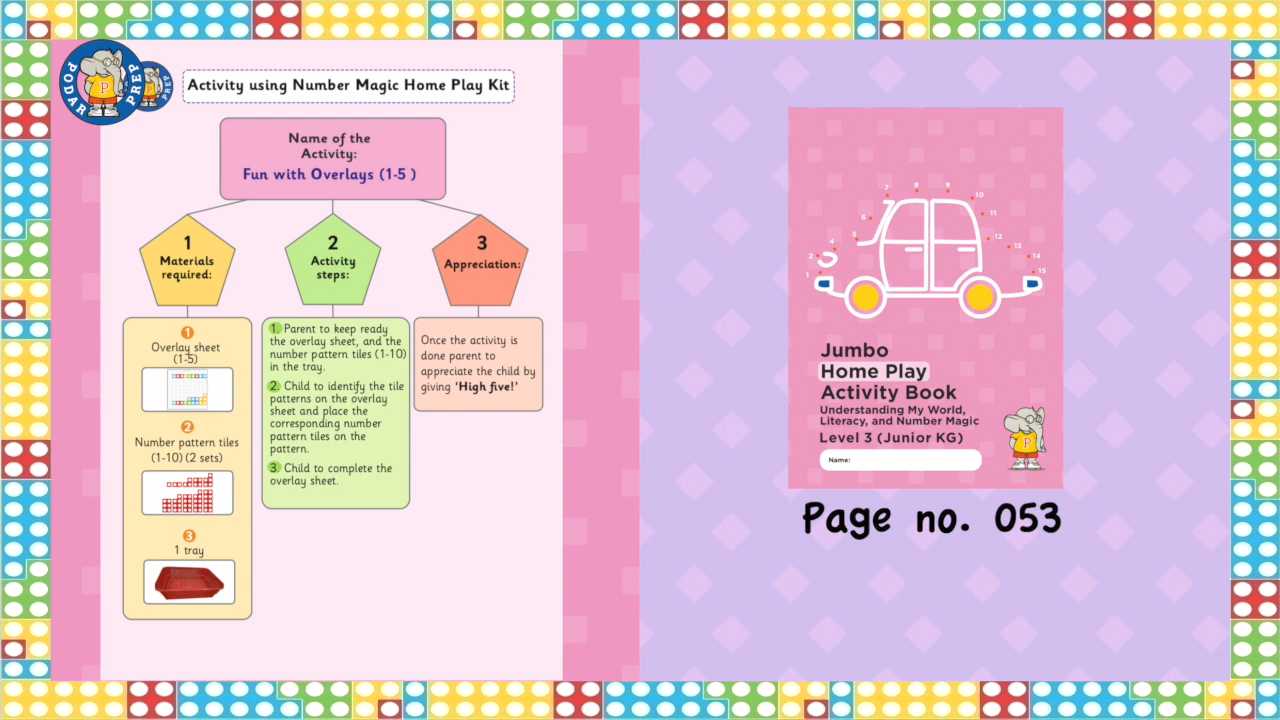 PODAR PREP
PREP
Activity using Number Magic Home Play Kit
Name of the
Activity:
Fun with Overlays (1-5 )
1
Materials
required:
2
Activity
steps:
3
Appreciation:
1
Overlay sheet
(1-5)
2
Number pattern tiles
(1-10) (2 sets)
3
1 tray
1. Parent to keep ready
the overlay sheet, and the
number pattern tiles (1-10)
in the tray.
2. Child to identify the tile
patterns on the overlay
sheet and place the
corresponding number
pattern tiles on the
pattern.
3. Child to complete the
overlay sheet.
Once the activity is
done parent to
appreciate the child by
giving ‘High five!’
1
2
4
5
6
7
8
9
10
11
12
13
14
15
Jumbo
Home Play
Activity Book
Understanding My World,
Literacy, and Number Magic
Level 3 (Junior KG)
Name:
P
Page no. 053